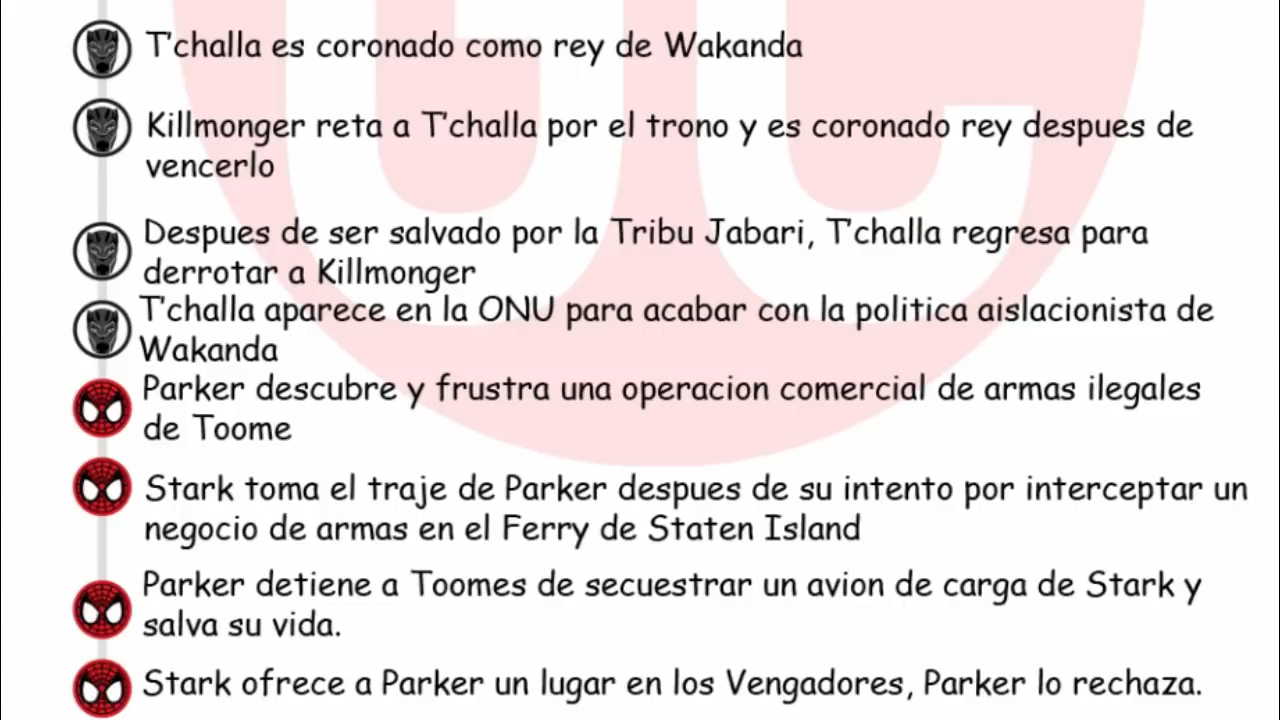 T'challa es coronado como rey de Wakanda
Killmonger reta a T'challa por el trono y es coronado rey despues de
vencerlo
Despues de ser salvado por la Tribu Jabari, T'challa regresa para
derrotar a Killmonger
T'challa aparece en la ONU para acabar con la politica aislacionista de
Wakanda
Parker descubre y frustra una operacion comercial de armas ilegales
de Toome
Stark toma el traje de Parker despues de su intento por interceptar un
negocio de armas en el Ferry de Staten Island
Parker detiene a Toomes de secuestrar un avion de carga de Stark y
salva su vida.
Stark ofrece a Parker un lugar en los Vengadores, Parker lo rechaza.